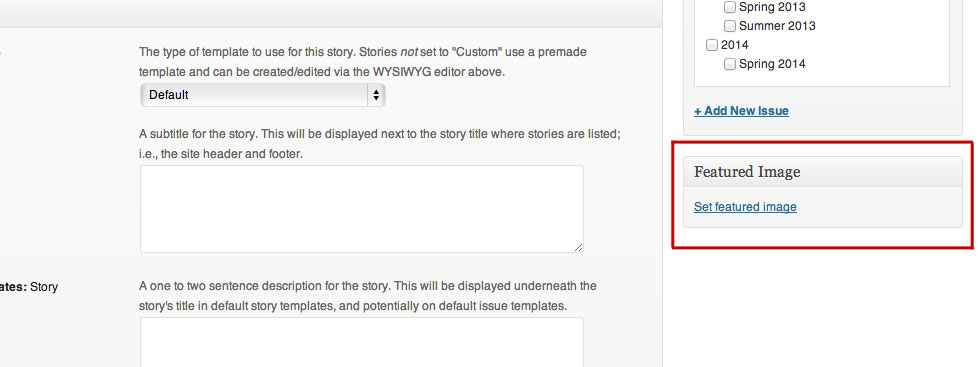 The type of template to use for this story. Stories not set to "Custom" use a premade
template and can be created/edited via the WYSIWYG editor above.
Default
A subtitle for the story. This will be displayed next to the story title where stories are listed;
i.e., the site header and footer.
ates: Story
A one to two sentence description for the story. This will be displayed underneath the
story's title in default story templates, and potentially on default issue templates.
Spring 2013
Summer 2013
2014
Spring 2014
+ Add New Issue
Featured Image
Set featured image